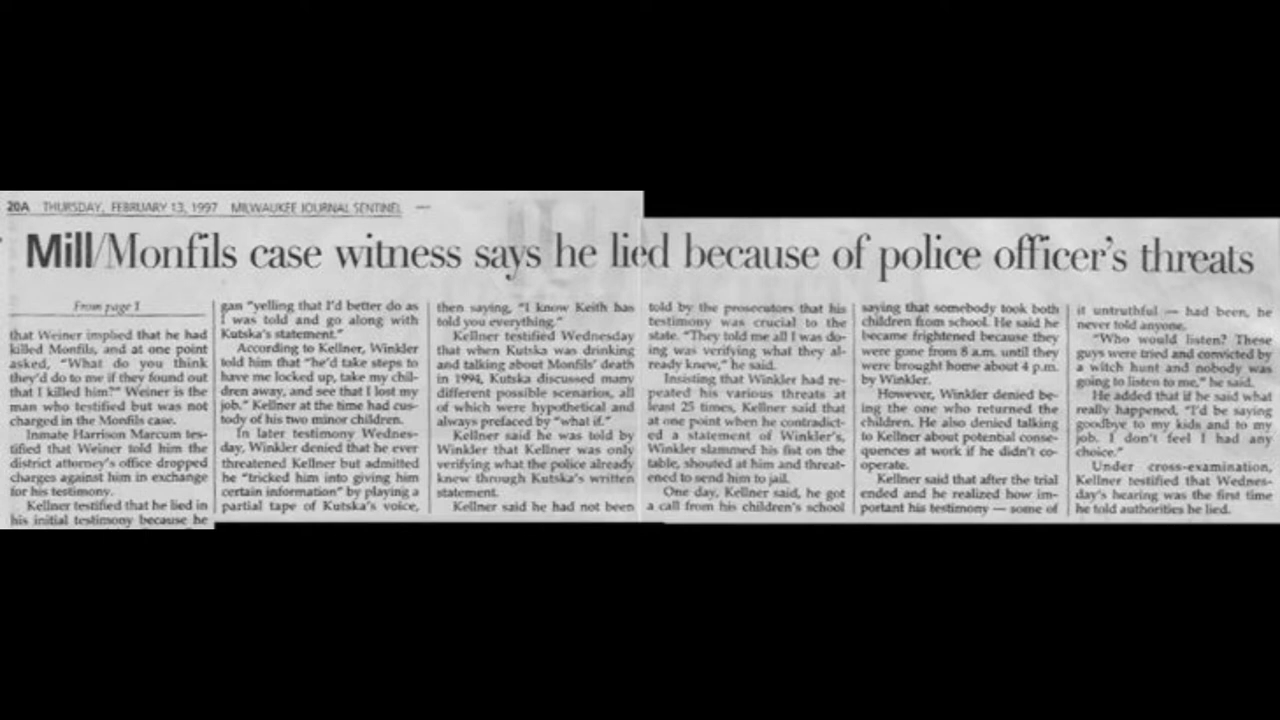 20A THURSDAY, FEBRUARY 13, 1997 MILWAUKEE JOURNAL SENTINEL
Mill/Monfils case witness says he lied because of police officer's threats
From page 1
that Weiner implied that he had
killed Monfils, and at one point
asked, "What do you think
they'd do to me if they found out
that I killed him?" Weiner is the
man who testified but was not
charged in the Monfils case.
Inmate Harrison Marcum tes-
tified that Weiner told him the
district attorney's office dropped
charges against him in exchange
for his testimony.
Kellner testified that he lied in
his initial testimony because he
gan "yelling that I'd better do as
I was told and go along with
Kutska's statement."
According to Kellner, Winkler
told him that "he'd take steps to
have me locked up, take my chil-
dren away, and see that I lost my
job." Kellner at the time had cus-
tody of his two minor children.
In later testimony Wednes-
day, Winkler denied that he ever
threatened Kellner but admitted
he "tricked him into giving him
certain information" by playing a
partial tape of Kutska's voice,
then saying, "I know Keith has
told you everything."
Kellner testified Wednesday
that when Kutska was drinking
and talking about Monfils' death
in 1994, Kutska discussed many
different possible scenarios, all
of which were hypothetical and
always prefaced by "what if."
Kellner said he was told by
Winkler that Kellner was only
verifying what the police already
knew through Kutska's written
statement.
Kellner said he had not been
told by the prosecutors that his
testimony was crucial to the
state. "They told me all I was do-
ing was verifying what they al-
ready knew," he said.
Insisting that Winkler had re-
peated his various threats at
least 25 times, Kellner said that
at one point when he contradict-
ed a statement of Winkler's,
Winkler slammed his fist on the
table, shouted at him and threat-
ened to send him to jail.
One day, Kellner said, he got
a call from his children's school
saying that somebody took both
children from school. He said he
became frightened because they
were gone from 8 a.m. until they
were brought home about 4 p.m.
by Winkler.
However, Winkler denied be-
ing the one who returned the
children. He also denied talking
to Kellner about potential conse-
quences at work if he didn't co-
operate.
Kellner said that after the trial
ended and he realized how im-
portant his testimony — some of
it untruthful — had been, he
never told anyone.
"Who would listen? These
guys were tried and convicted by
a witch hunt and nobody was
going to listen to me," he said.
He added that if he said what
really happened, "I'd be saying
goodbye to my kids and to my
job. I don't feel I had any
choice."
Under cross-examination,
Kellner testified that Wednes-
day's hearing was the first time
he told authorities he lied.